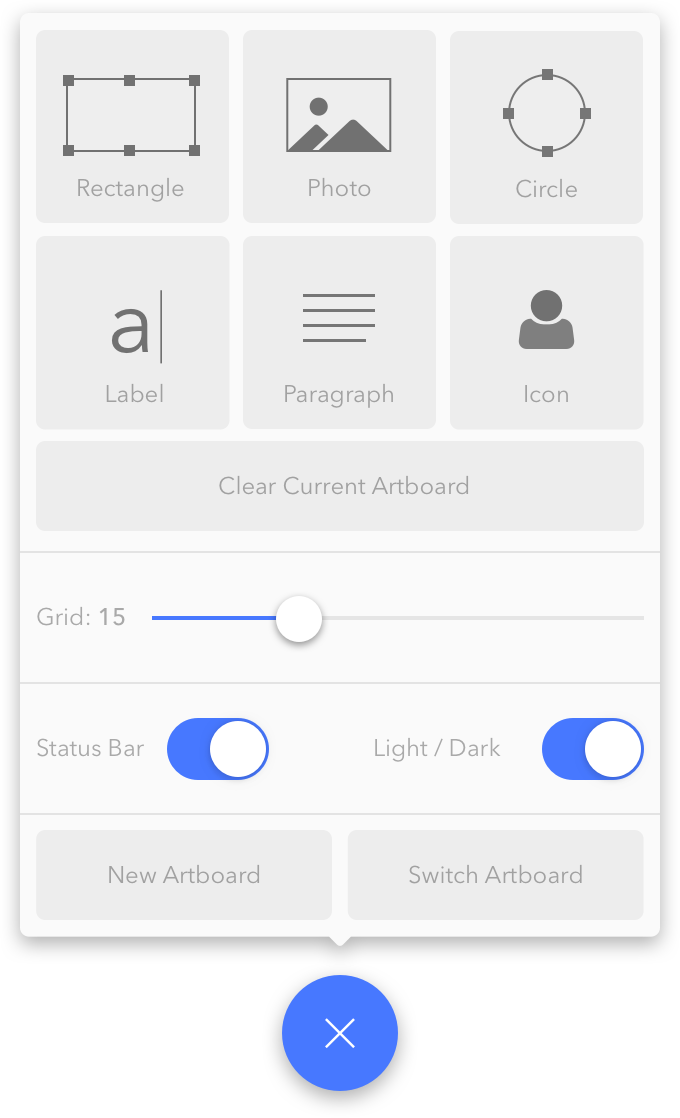 Rectangle
Photo
Circle
a
Label
Paragraph
Icon
Clear Current Artboard
Grid: 15
Status Bar
Light / Dark
New Artboard
Switch Artboard